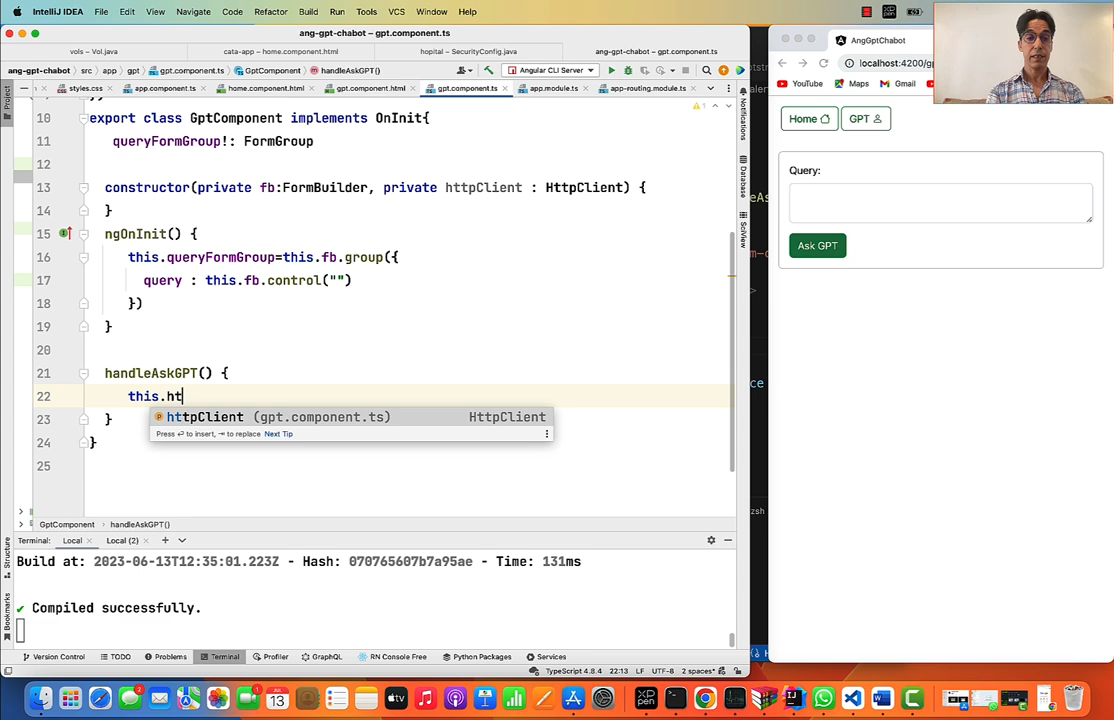 IntelliJ IDEA File Edit View Navigate Code Refactor Build Run Tools VCS Window Help
ang-gpt-chabot – gpt.component.ts
vols – Vol.java
cata-app – home.component.html
hopital – SecurityConfig.java
ang-gpt-chabot – gpt.component.ts
ang-gpt-chabot src app gpt gpt.component.ts GptComponent handleAskGPT()
Angular CLI Server
styles.css app.component.ts home.component.html gpt.component.html gpt.component.ts app.module.ts app-routing.module.ts
Project
10 export class GptComponent implements OnInit{
11 queryFormGroup!: FormGroup
12
13 constructor(private fb:FormBuilder, private httpClient : HttpClient) {
14 }
15 ngOnInit() {
16 this.queryFormGroup=this.fb.group({
17 query : this.fb.control("")
18 })
19 }
20
21 handleAskGPT() {
22 this.ht
httpClient (gpt.component.ts) HttpClient
Press ↩ to insert, ⇥ to replace Next Tip
23 }
24 }
25
1
Notifications
Database
SciView
GptComponent handleAskGPT()
Terminal: Local Local (2)
Build at: 2023-06-13T12:35:01.223Z - Hash: 070765607b7a95ae - Time: 131ms
✔ Compiled successfully.
Structure
Bookmarks
Version Control TODO Problems Terminal Profiler GraphQL RN Console Free Python Packages Services
TypeScript 4.8.4 22:13 LF UTF-8 2 spaces*
AngGptChabot
localhost:4200/gp
YouTube Maps Gmail
Home GPT
Query:
Ask GPT
zsh